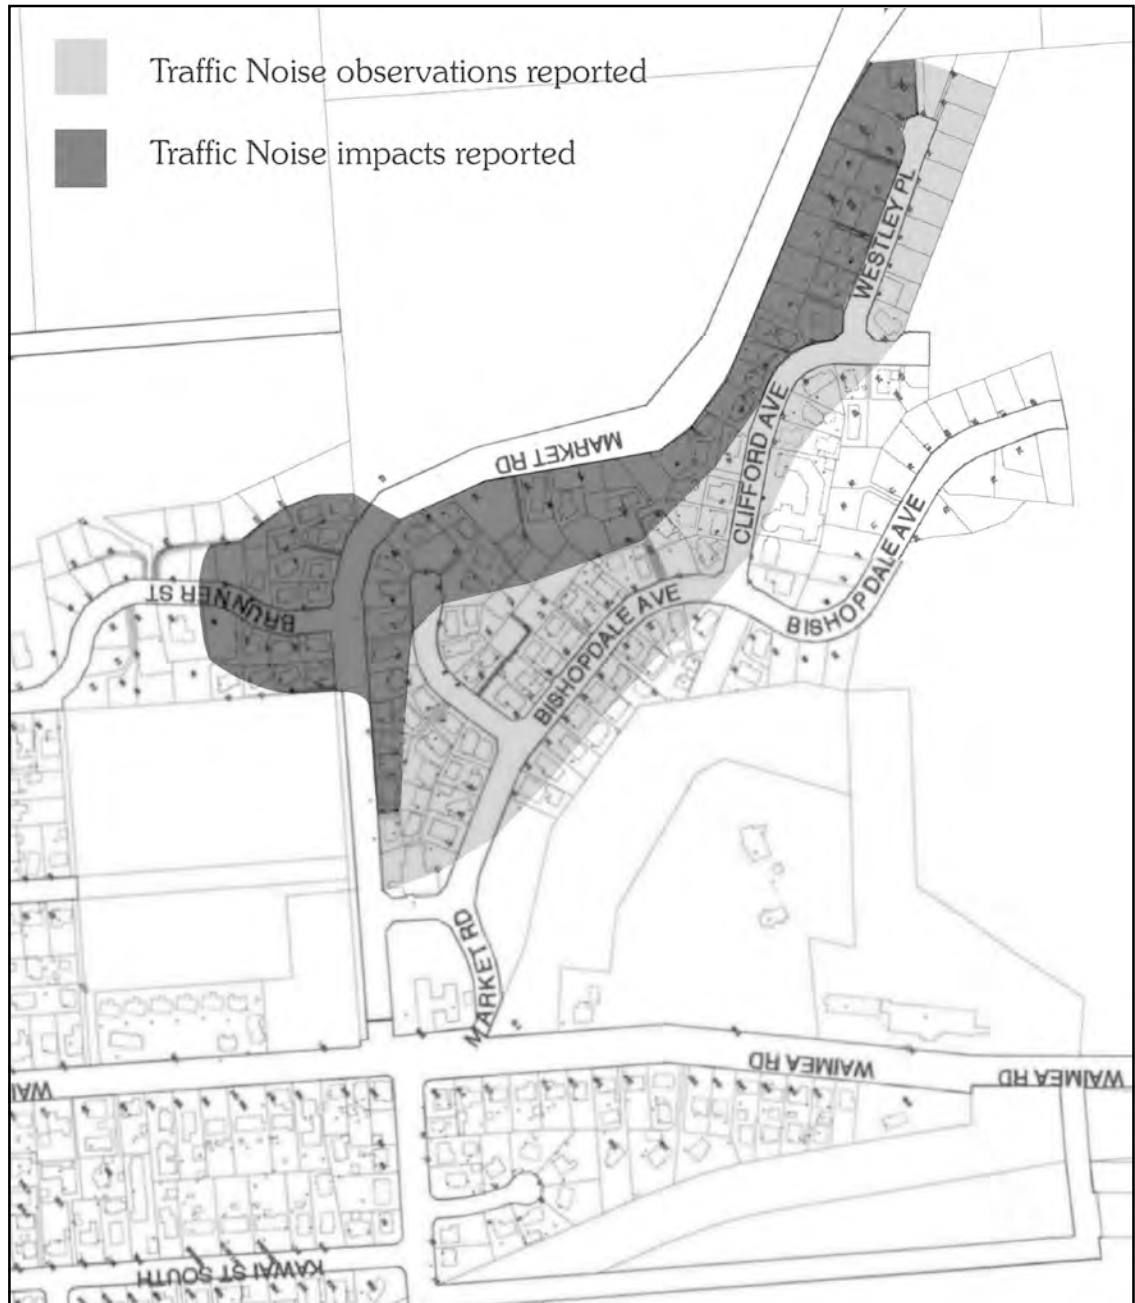 Traffic Noise observations reported
Traffic Noise impacts reported
WESTLEY PL
MARKET RD
CLIFFORD AVE
BRUNNER ST
BISHOPDALE AVE
BISHOPDALE AVE
MARKET RD
WAIMEA RD
WAIMEA RD
WAI
KAWAI ST SOUTH